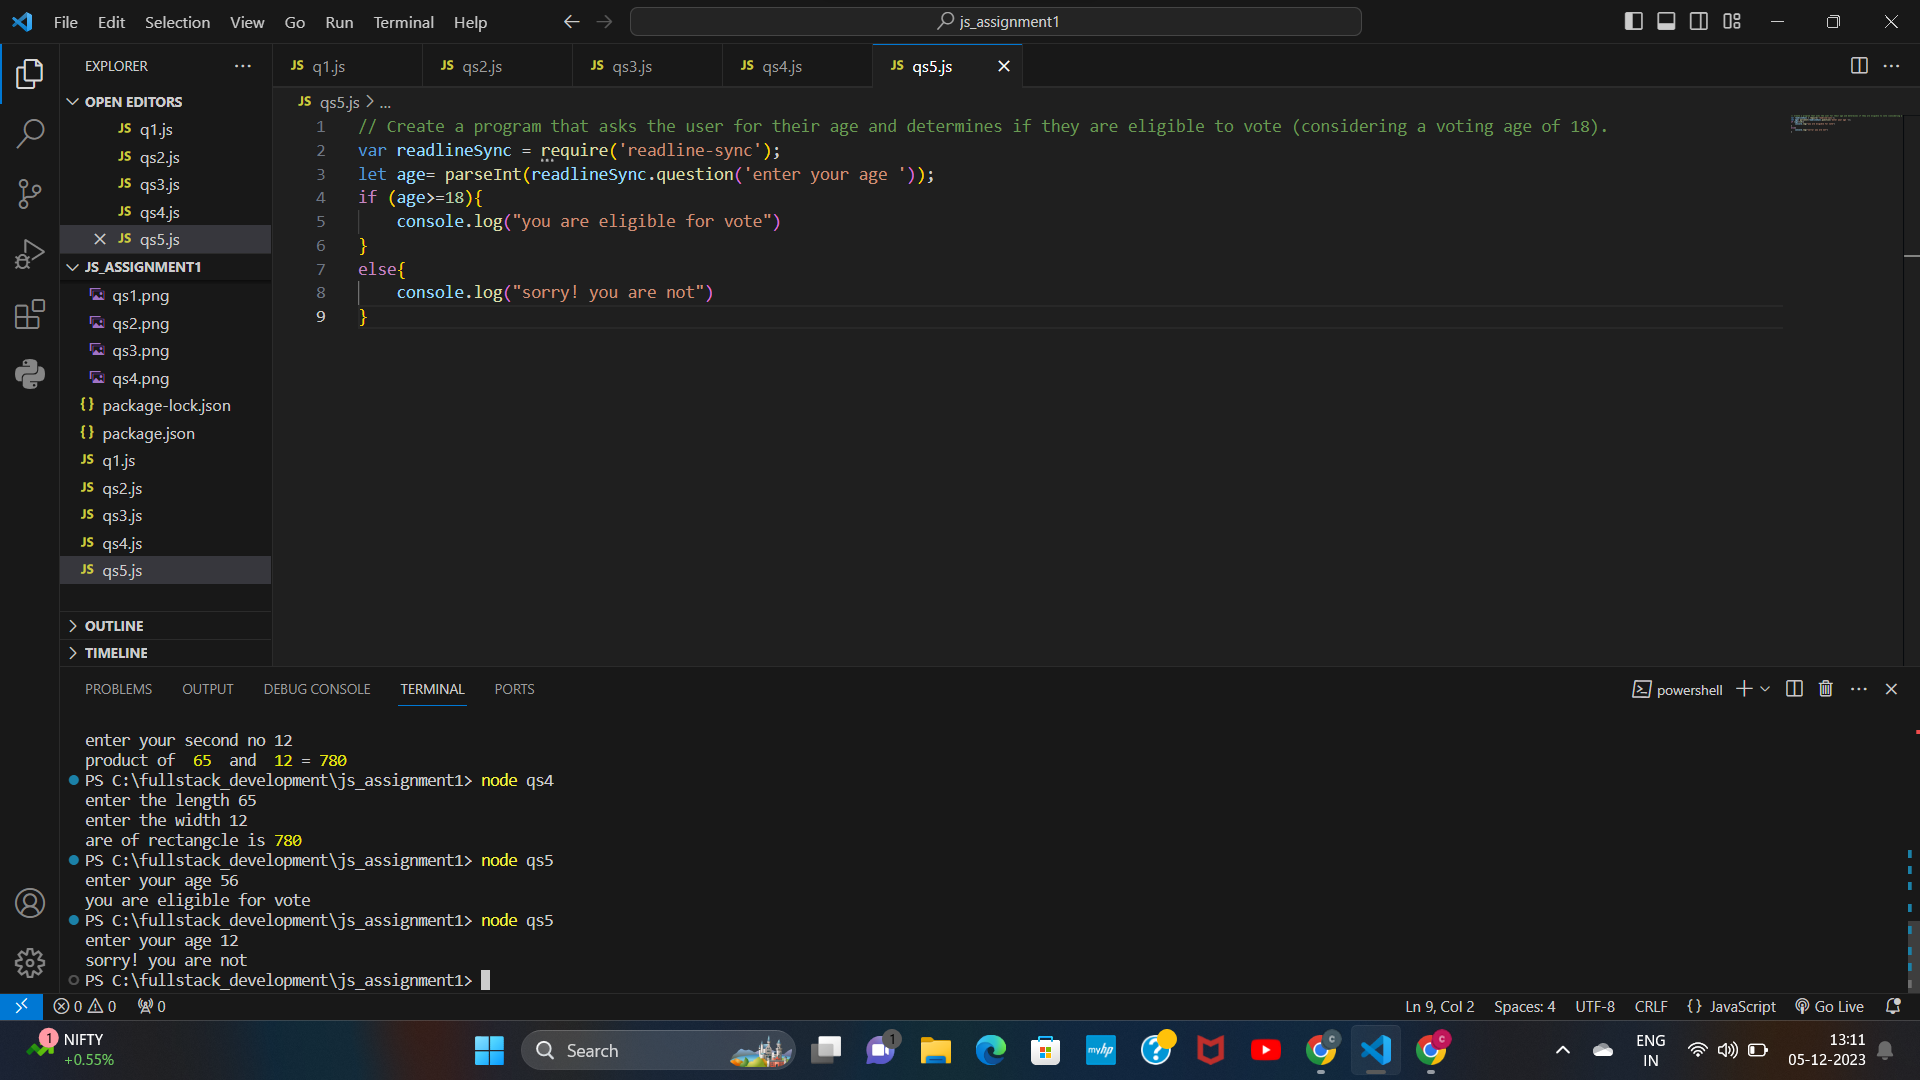 File Edit Selection View Go Run Terminal Help
js_assignment1
EXPLORER
OPEN EDITORS
JS q1.js
JS qs2.js
JS qs3.js
JS qs4.js
JS qs5.js
JS_ASSIGNMENT1
qs1.png
qs2.png
qs3.png
qs4.png
{} package-lock.json
{} package.json
JS q1.js
JS qs2.js
JS qs3.js
JS qs4.js
JS qs5.js
OUTLINE
TIMELINE
JS q1.js JS qs2.js JS qs3.js JS qs4.js JS qs5.js
JS qs5.js > ...
1 // Create a program that asks the user for their age and determines if they are eligible to vote (considering a voting age of 18).
2 var readlineSync = require('readline-sync');
3 let age= parseInt(readlineSync.question('enter your age '));
4 if (age>=18){
5 console.log("you are eligible for vote")
6 }
7 else{
8 console.log("sorry! you are not")
9 }
PROBLEMS OUTPUT DEBUG CONSOLE TERMINAL PORTS
powershell
enter your second no 12
product of  65  and  12 = 780
PS C:\fullstack_development\js_assignment1> node qs4
enter the length 65
enter the width 12
are of rectangcle is 780
PS C:\fullstack_development\js_assignment1> node qs5
enter your age 56
you are eligible for vote
PS C:\fullstack_development\js_assignment1> node qs5
enter your age 12
sorry! you are not
PS C:\fullstack_development\js_assignment1>
0 0 0
Ln 9, Col 2 Spaces: 4 UTF-8 CRLF {} JavaScript Go Live
1 NIFTY
+0.55%
Search
1
myhp
?
C
C
ENG
IN
13:11
05-12-2023